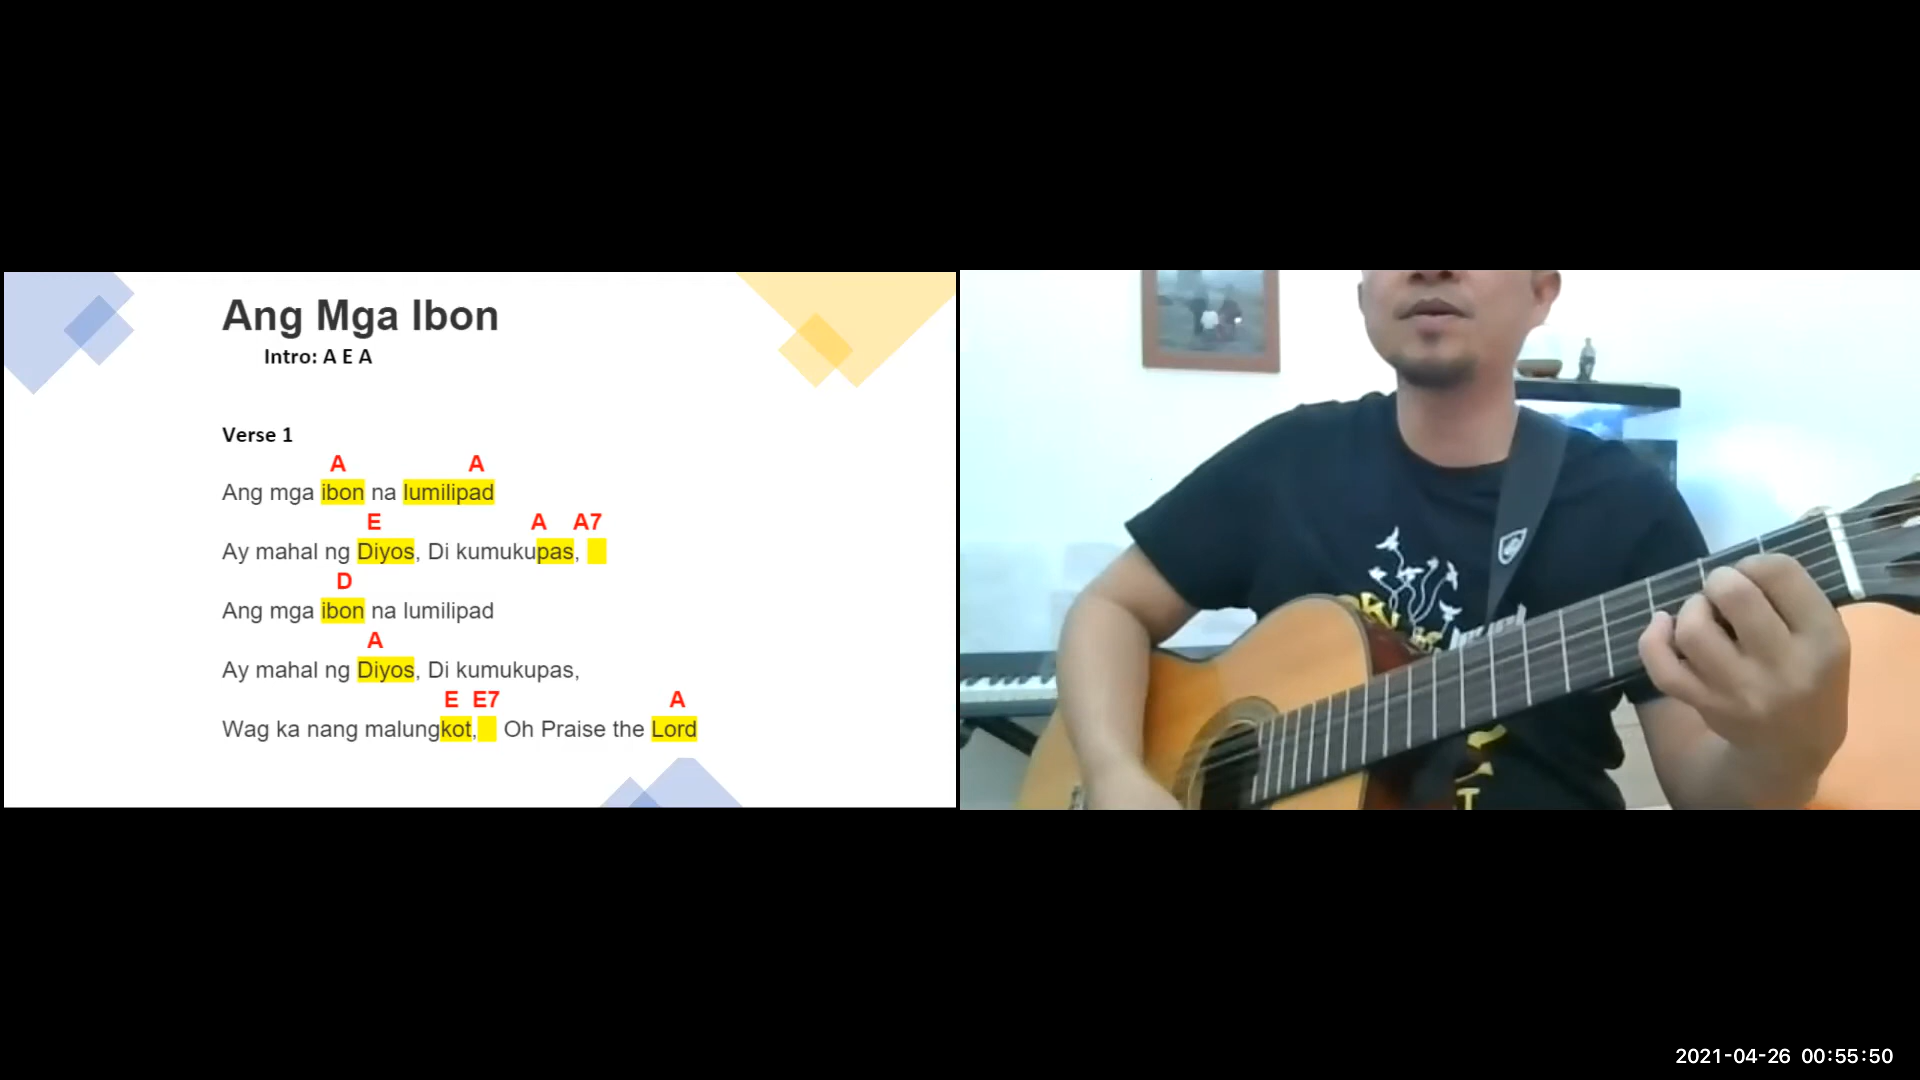 Ang Mga Ibon
Intro: A E A
Verse 1
A A
Ang mga ibon na lumilipad
E A A7
Ay mahal ng Diyos, Di kumukupas,
D
Ang mga ibon na lumilipad
A
Ay mahal ng Diyos, Di kumukupas,
E E7 A
Wag ka nang malungkot, Oh Praise the Lord
2021-04-26 00:55:50